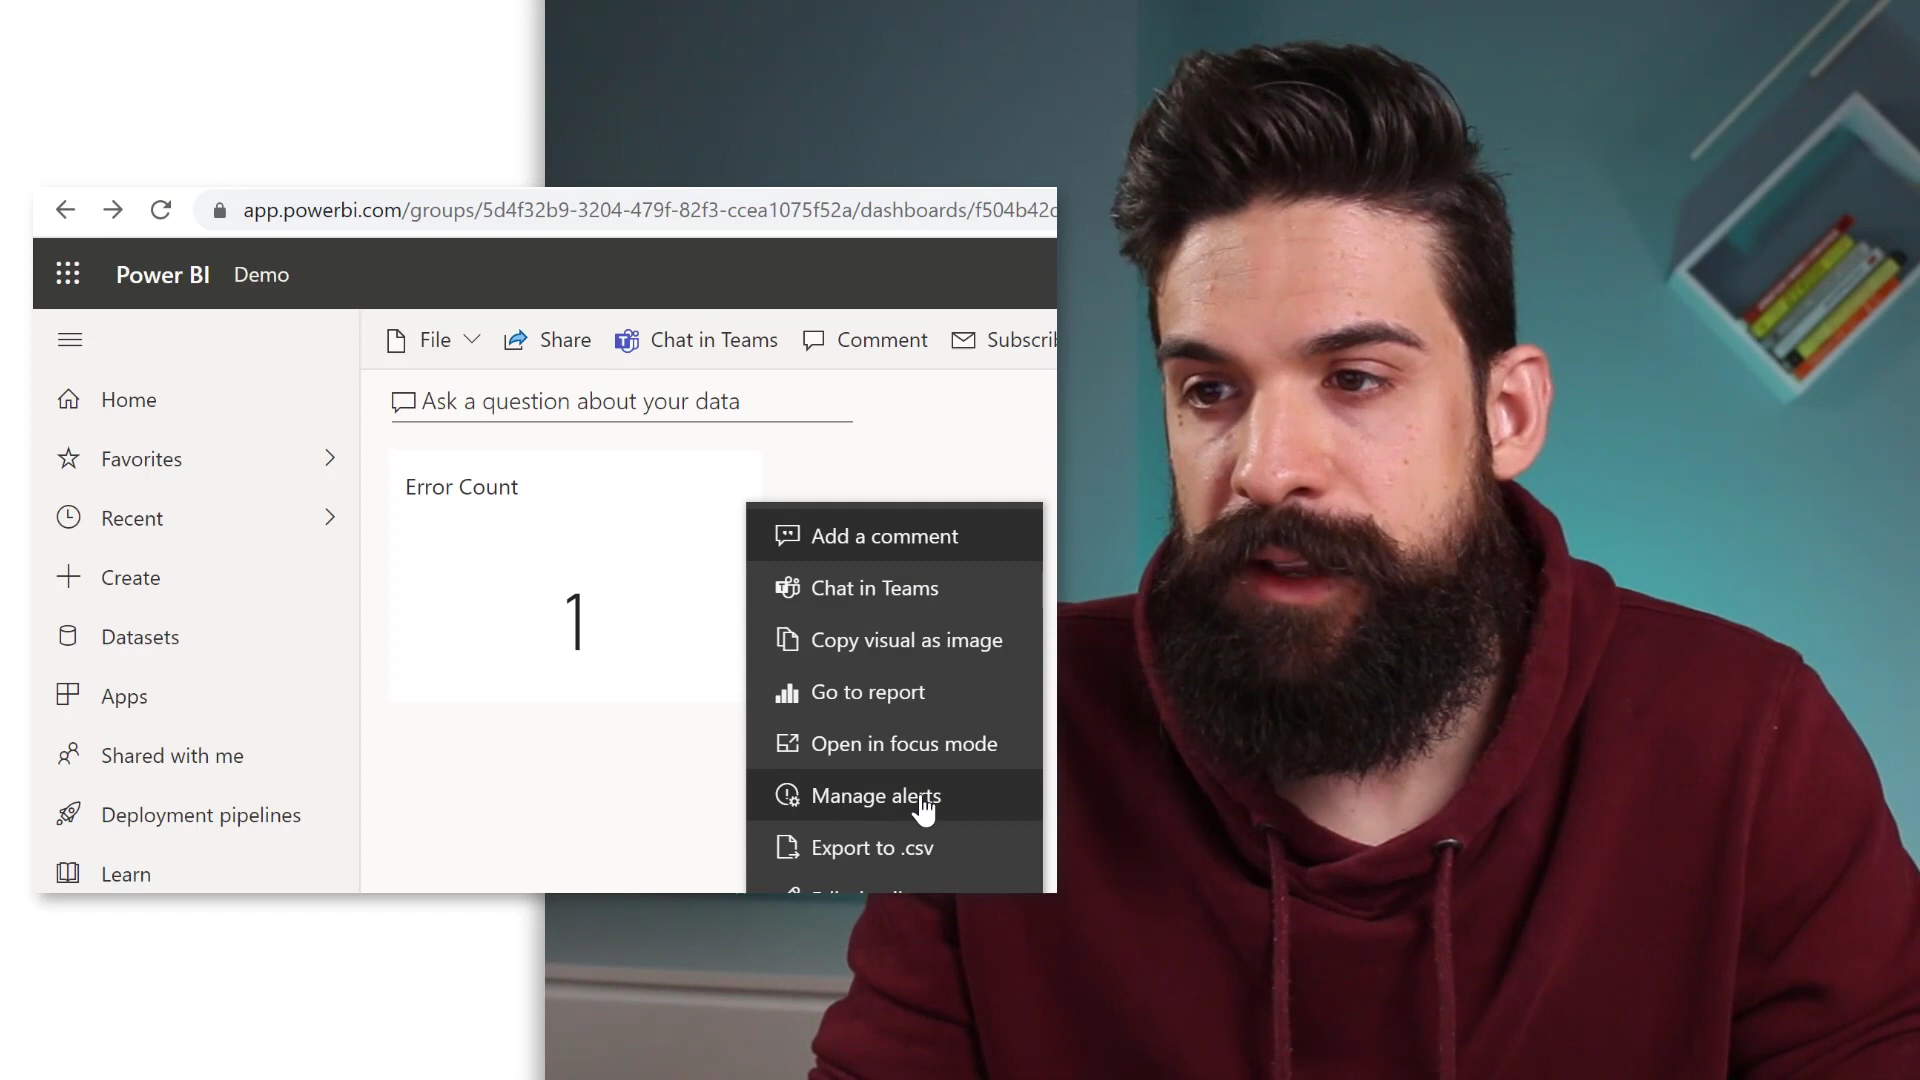 app.powerbi.com/groups/5d4f32b9-3204-479f-82f3-ccea1075f52a/dashboards/f504b42c
Power BI Demo
File Share Chat in Teams Comment Subscrib
Ask a question about your data
Home
Favorites
Recent
Create
Datasets
Apps
Shared with me
Deployment pipelines
Learn
Error Count
1
Add a comment
Chat in Teams
Copy visual as image
Go to report
Open in focus mode
Manage alerts
Export to .csv